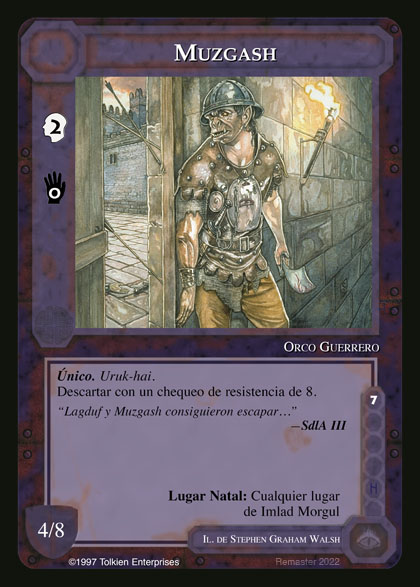 MUZGASH
2
ORCO GUERRERO
Único. Uruk-hai.
Descartar con un chequeo de resistencia de 8.
“Lagduf y Muzgash consiguieron escapar…”
—SdlA III
7
H
Lugar Natal: Cualquier lugar
de Imlad Morgul
4/8
IL. DE STEPHEN GRAHAM WALSH
©1997 Tolkien Enterprises
Remaster 2022